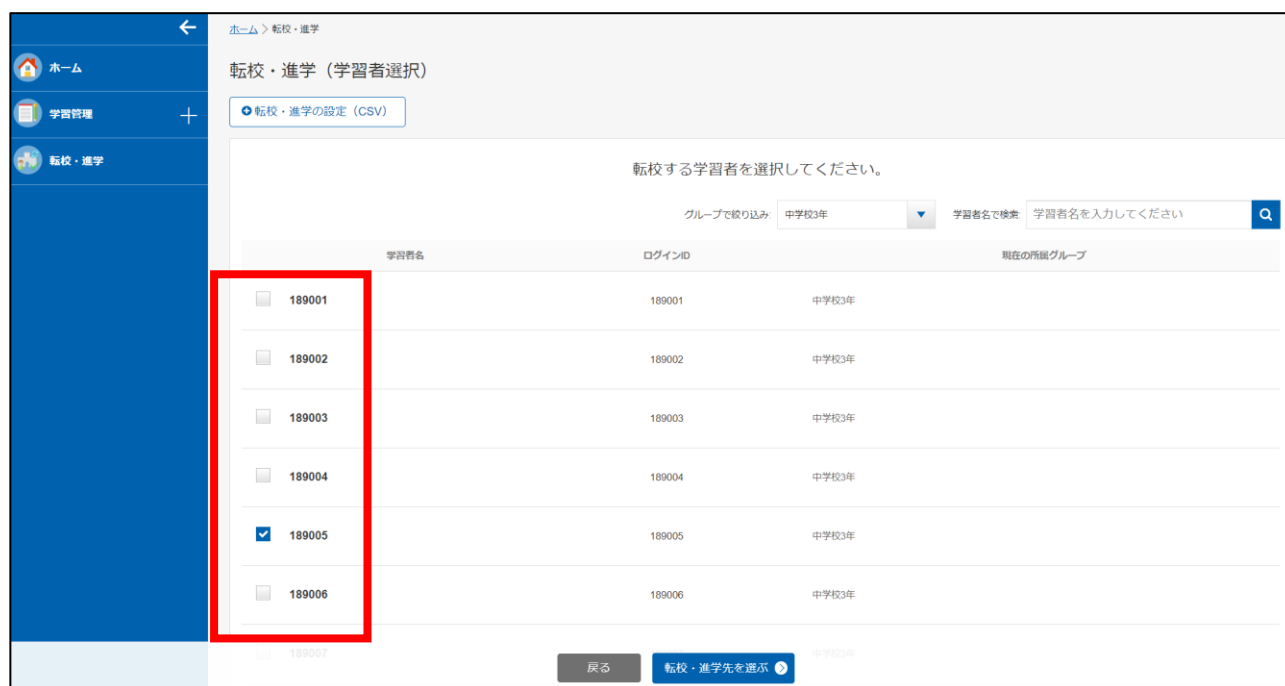 ホーム > 転校・進学
ホーム
学習管理
転校・進学
転校・進学（学習者選択）
転校・進学の設定（CSV）
転校する学習者を選択してください。
グループで絞り込み: 中学校3年 学習者名で検索: 学習者名を入力してください
学習者名 ログインID 現在の所属グループ
189001 189001 中学校3年
189002 189002 中学校3年
189003 189003 中学校3年
189004 189004 中学校3年
189005 189005 中学校3年
189006 189006 中学校3年
189007 中学校3年
戻る 転校・進学先を選ぶ